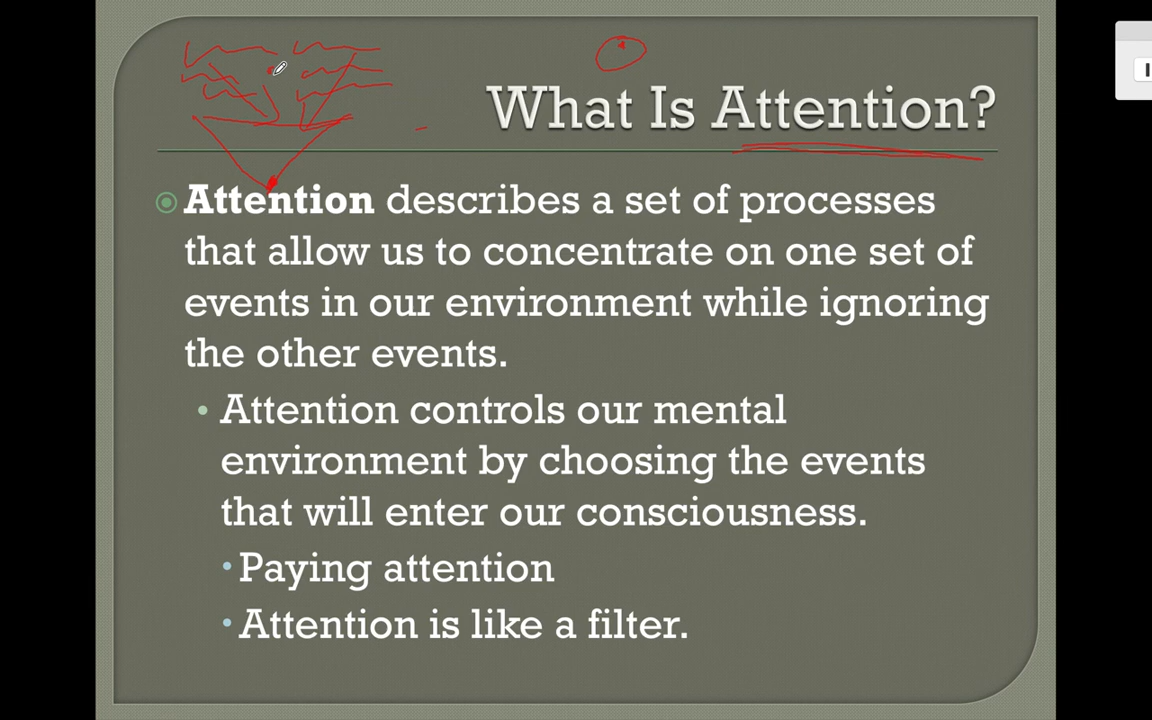 What Is Attention?
Attention describes a set of processes
that allow us to concentrate on one set of
events in our environment while ignoring
the other events.
Attention controls our mental
environment by choosing the events
that will enter our consciousness.
Paying attention
Attention is like a filter.